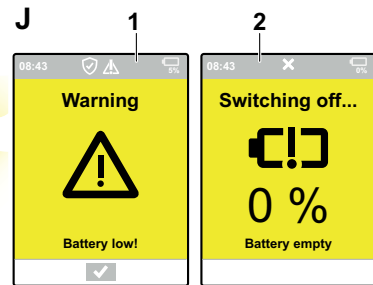 J
1 2
08:43 5%
Warning
Battery low!
08:43 0%
Switching off...
0 %
Battery empty